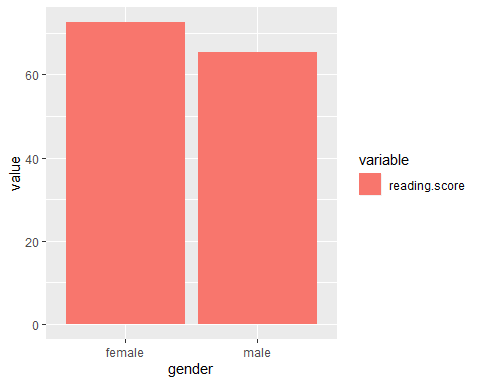 value
60
40
20
0
female male
gender
variable
reading.score